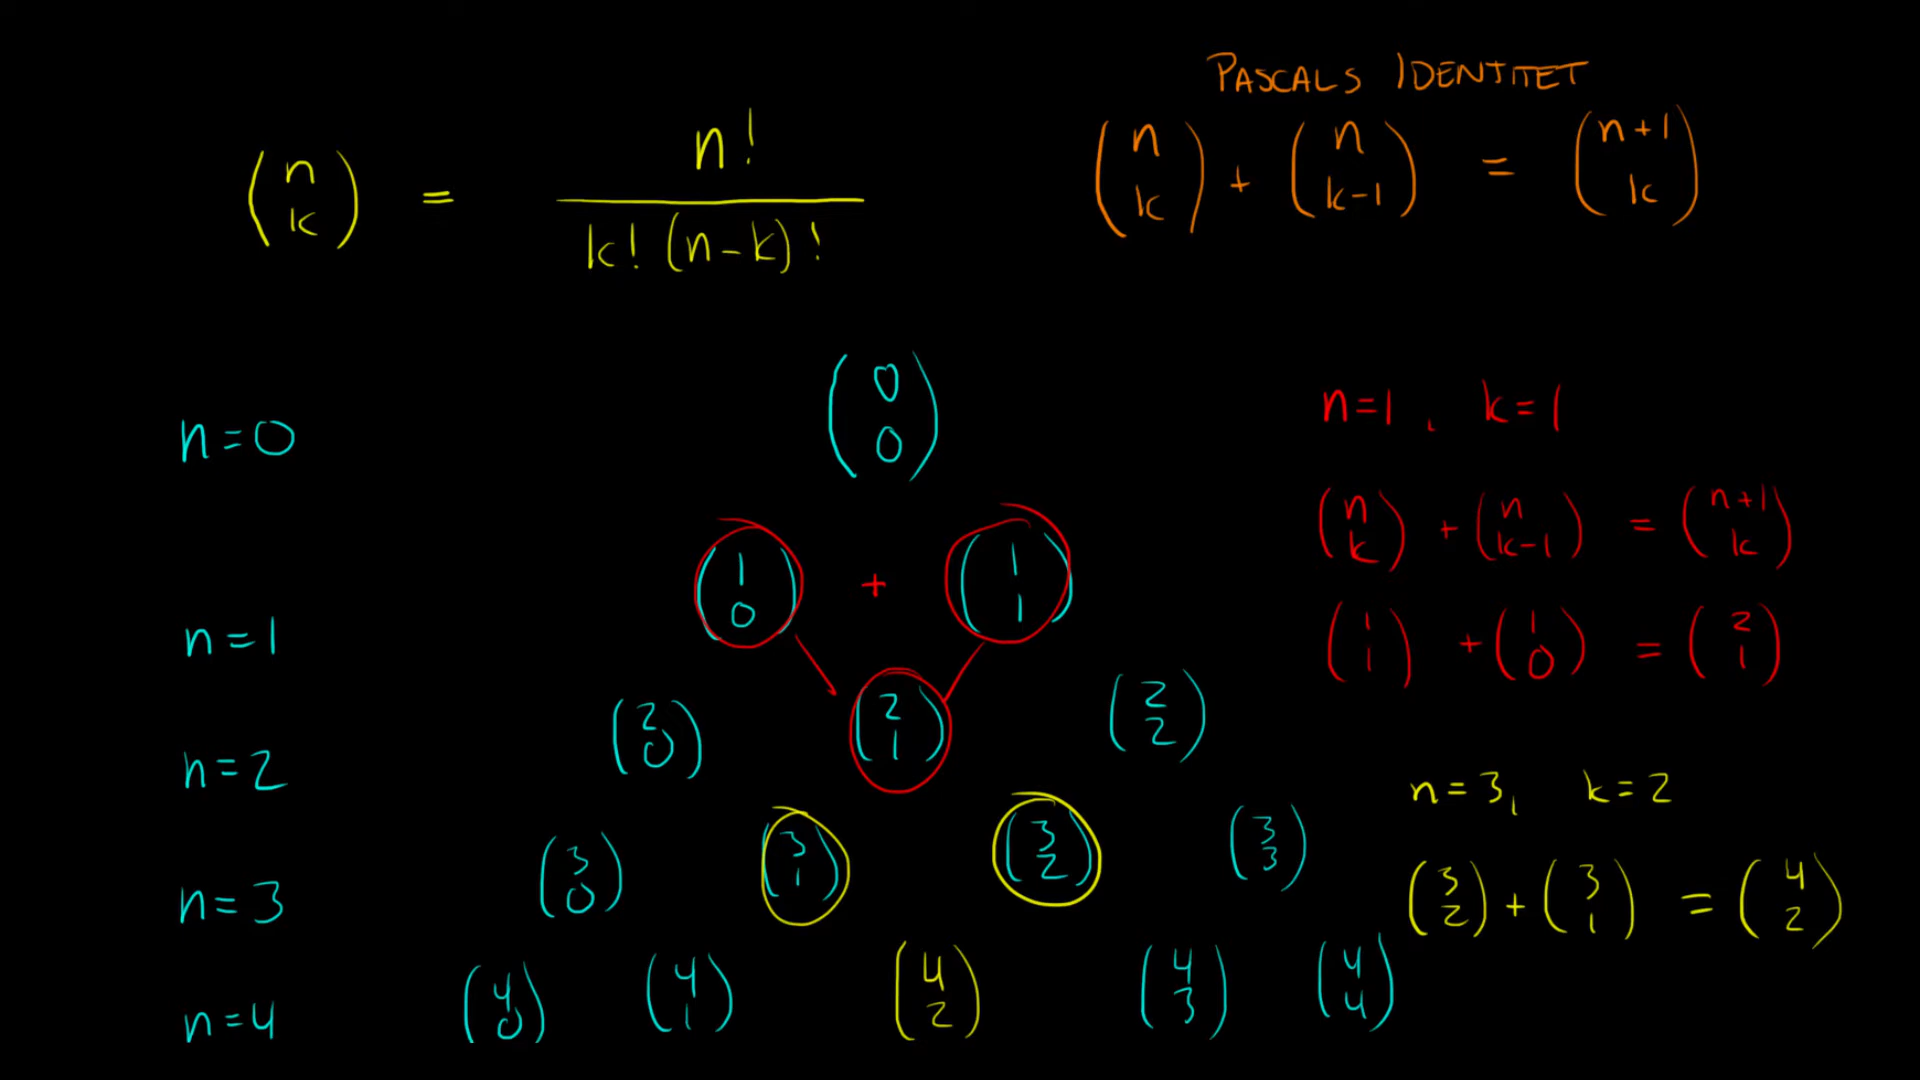 PASCALS IDENTITET
(n k) = n! / k! (n-k)!
(n k) + (n k-1) = (n+1 k)
n=0 (0 0)
n=1, k=1
(n k) + (n k-1) = (n+1 k)
n=1 (1 0) + (1 1)
(1 1) + (1 0) = (2 1)
n=2 (2 0) (2 1) (2 2)
n=3, k=2
n=3 (3 0) (3 1) (3 2) (3 3)
(3 2) + (3 1) = (4 2)
n=4 (4 0) (4 1) (4 2) (4 3) (4 4)